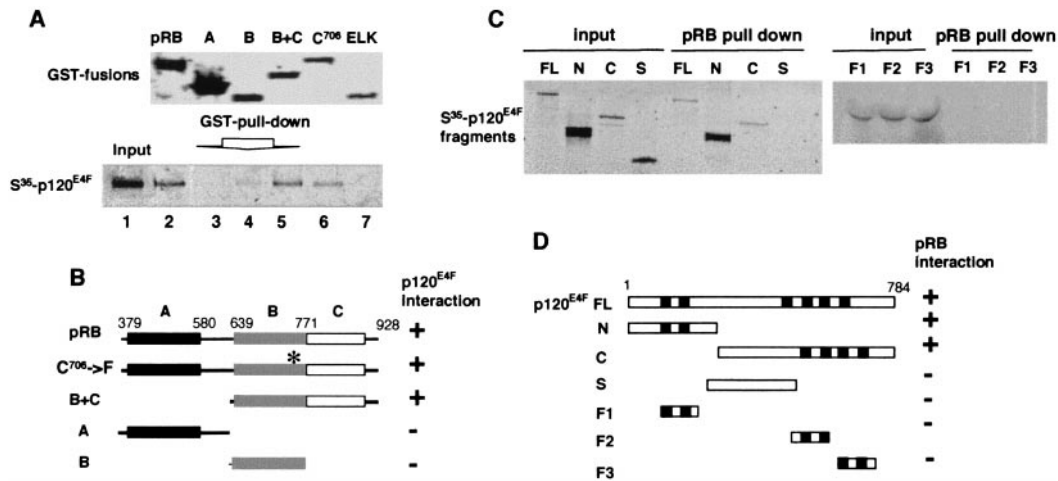 A
pRB A B B+C C⁷⁰⁶ ELK
GST-fusions
GST-pull-down
Input
S³⁵-p120ᴱ⁴ᶠ
1 2 3 4 5 6 7
B
p120ᴱ⁴ᶠ
interaction
A B C
379 580 639 771 928
pRB +
*
C⁷⁰⁶->F +
B+C +
A -
B -
C
input pRB pull down
FL N C S FL N C S
S³⁵-p120ᴱ⁴ᶠ
fragments
input pRB pull down
F1 F2 F3 F1 F2 F3
D
pRB
interaction
1 784
p120ᴱ⁴ᶠ FL +
N +
C +
S -
F1 -
F2 -
F3 -